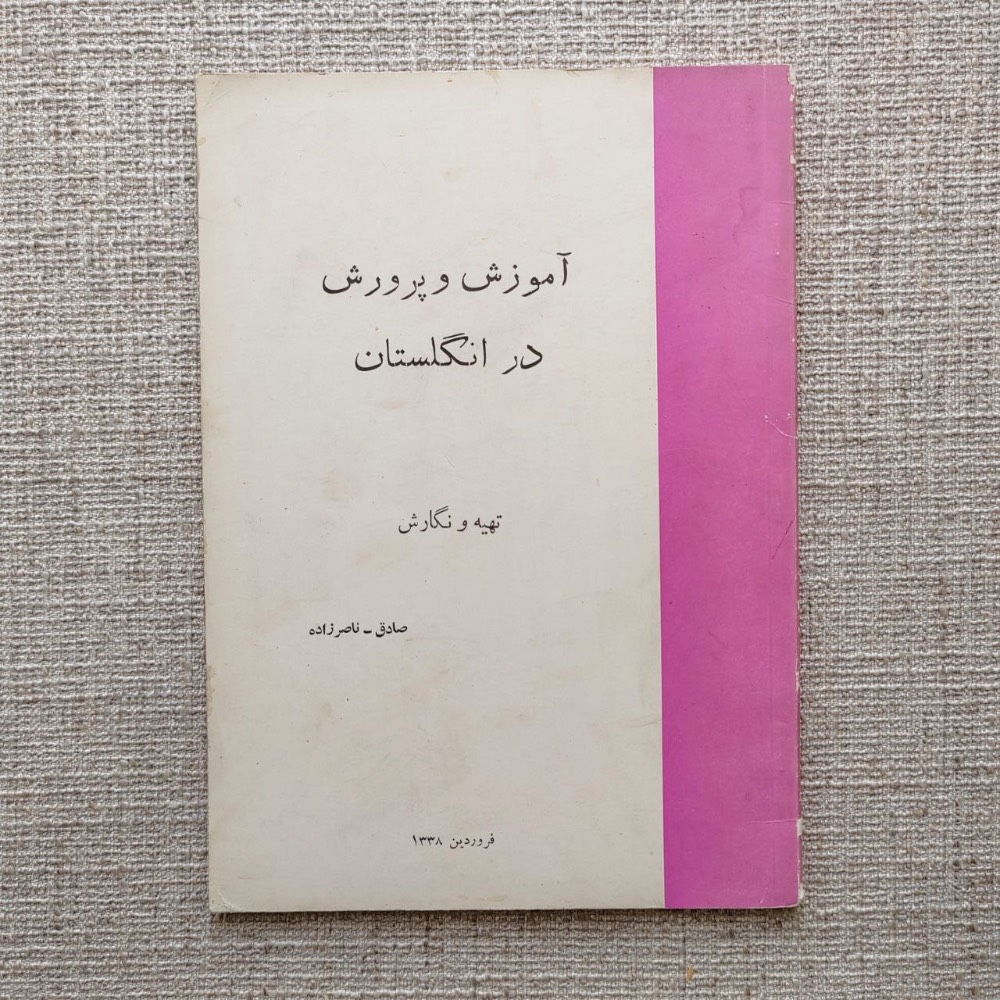 آموزش و پرورش
در انگلستان
تهیه و نگارش
صادق ـ ناصرزاده
فروردین ۱۳۳۸